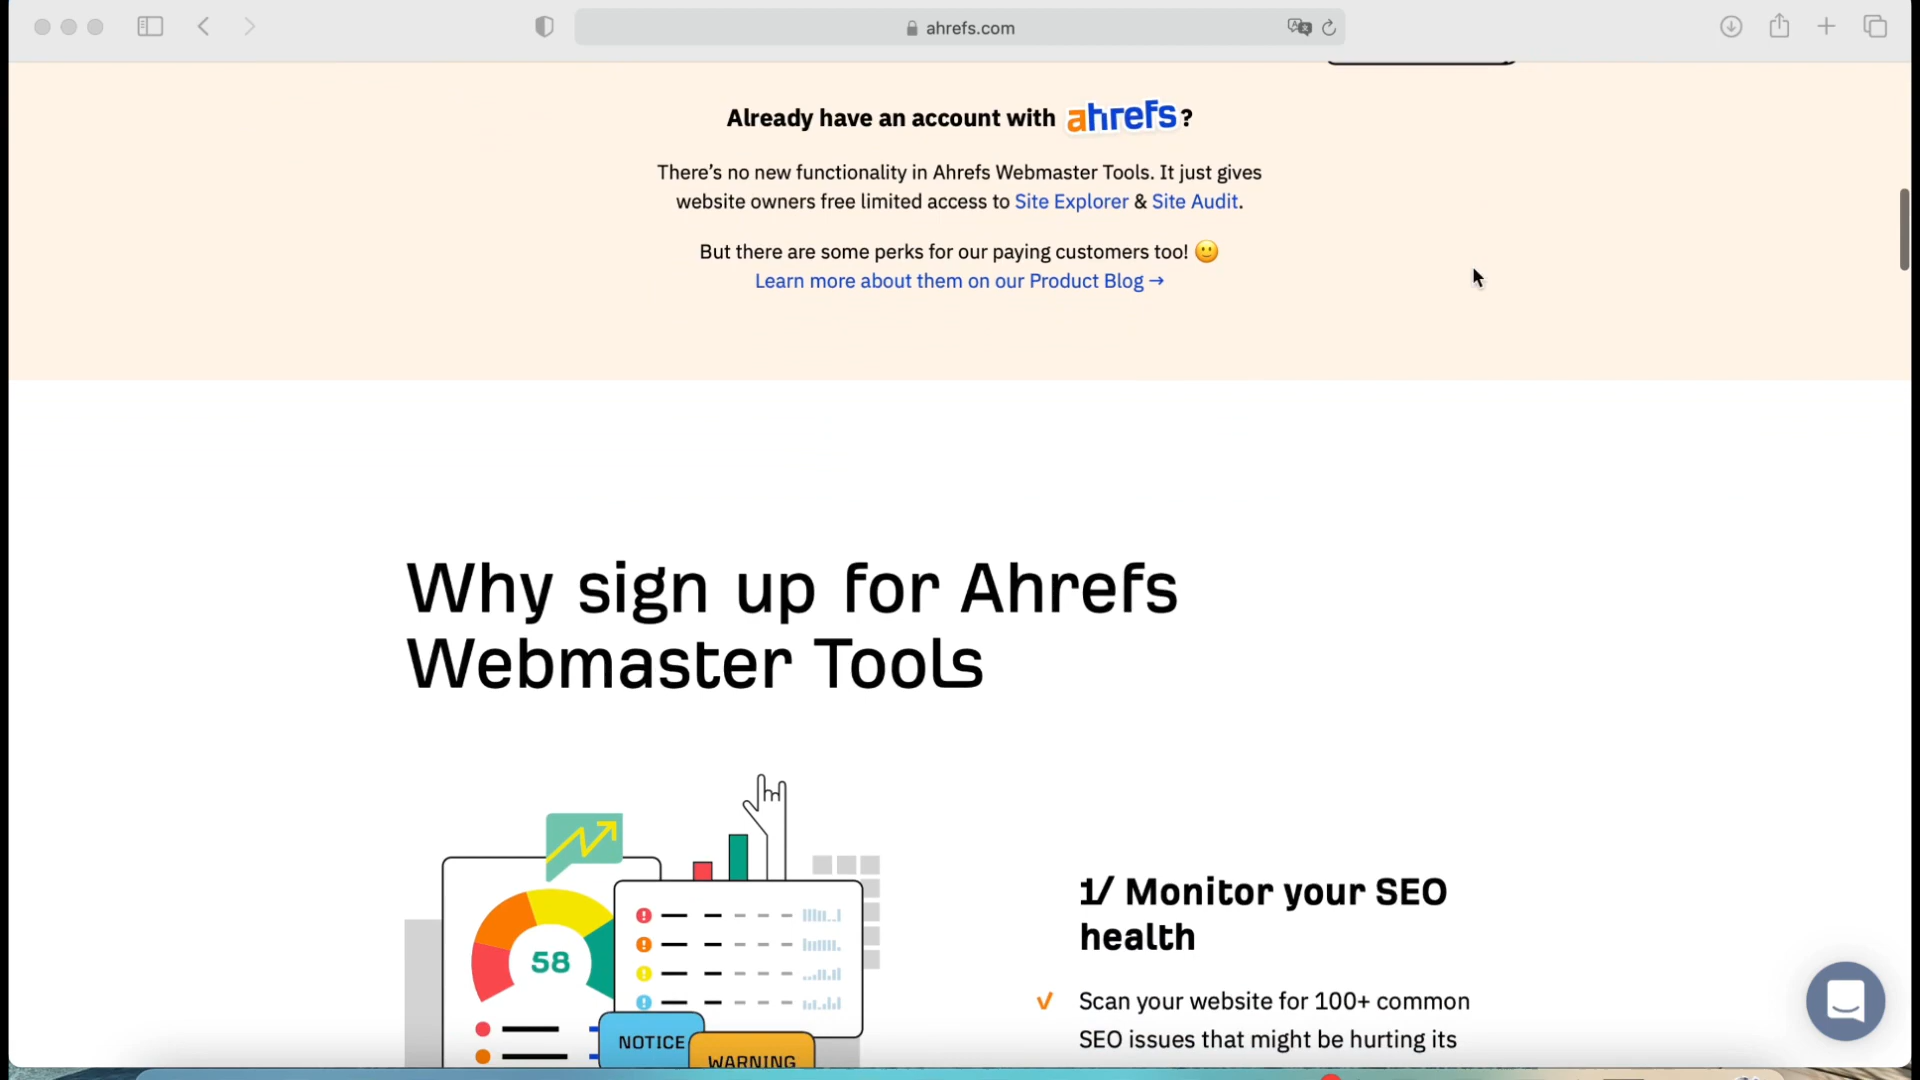 ahrefs.com
Already have an account with ahrefs?
There’s no new functionality in Ahrefs Webmaster Tools. It just gives
website owners free limited access to Site Explorer & Site Audit.
But there are some perks for our paying customers too! 🙂
Learn more about them on our Product Blog →
Why sign up for Ahrefs
Webmaster Tools
58
NOTICE
WARNING
1/ Monitor your SEO
health
✓ Scan your website for 100+ common
SEO issues that might be hurting its